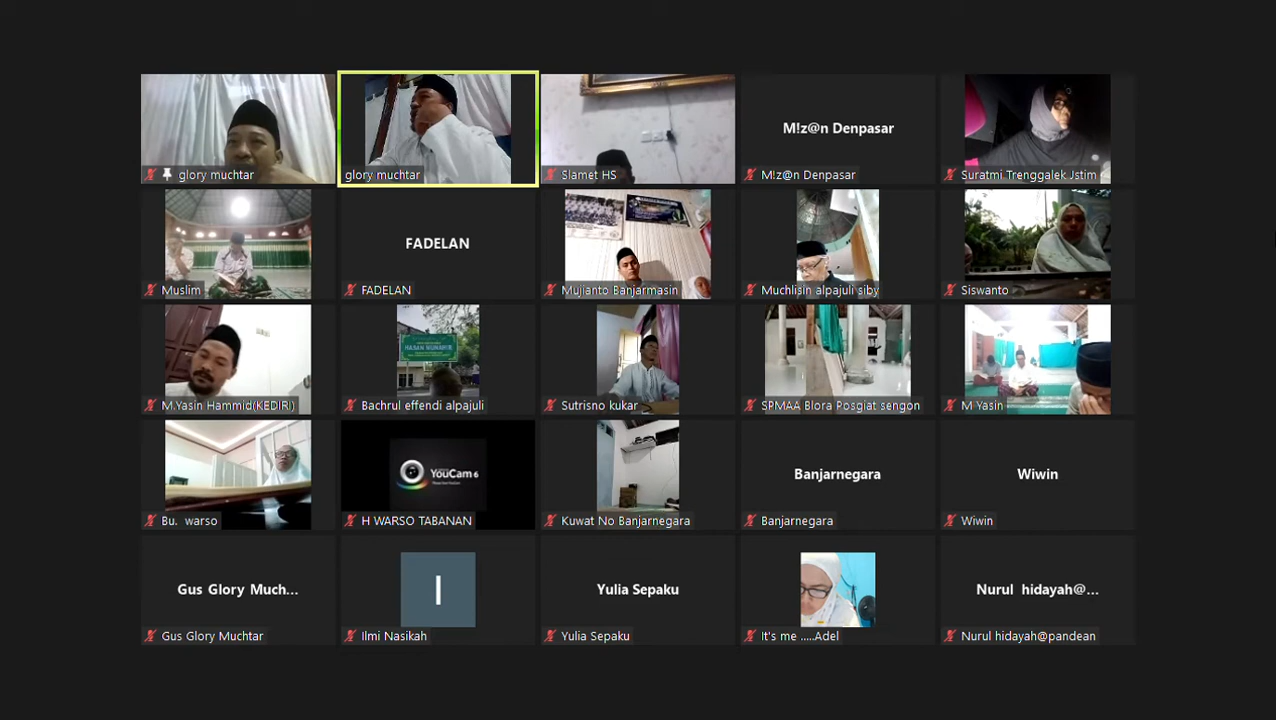 glory muchtar
glory muchtar
Slamet HS
M!z@n Denpasar
M!z@n Denpasar
Suratmi Trenggalek Jstim
Muslim
FADELAN
FADELAN
Mujianto Banjarmasin
Muchlisin alpajuli siby
Siswanto
M.Yasin Hammid(KEDIRI)
HASAN MUNAHIR
Bachrul effendi alpajuli
Sutrisno kukar
SPMAA Blora Posgiat sengon
M Yasin
Bu. warso
YouCam 6
H WARSO TABANAN
Kuwat No Banjarnegara
Banjarnegara
Banjarnegara
Wiwin
Wiwin
Gus Glory Much...
Gus Glory Muchtar
I
Ilmi Nasikah
Yulia Sepaku
Yulia Sepaku
It's me .....Adel
Nurul hidayah@...
Nurul hidayah@pandean